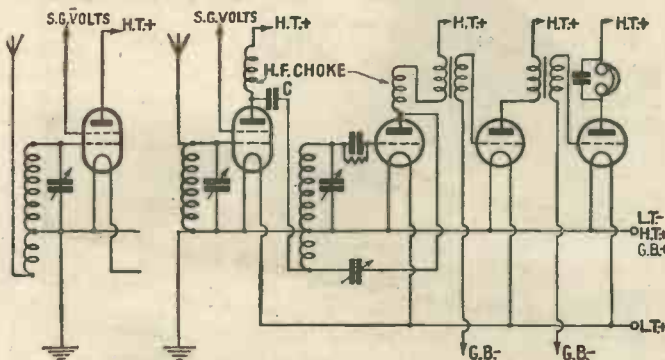 S.G. VOLTS
H.T.+
S.G. VOLTS
H.T.+
H.F. CHOKE
C
H.T.+
H.T.+
H.T.+
L.T.-
H.T.+
G.B.+
L.T.+
G.B.-
G.B.-